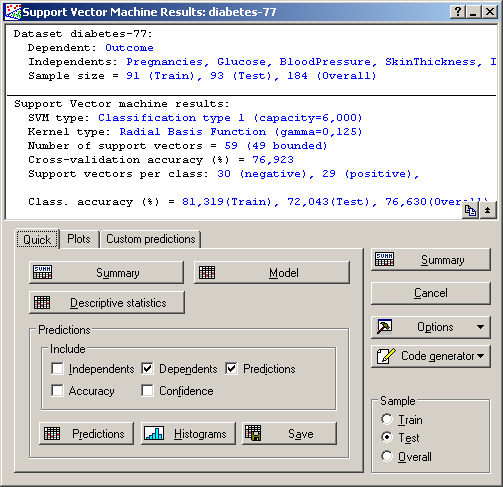 Support Vector Machine Results: diabetes-77
Dataset diabetes-77:
Dependent: Outcome
Independents: Pregnancies, Glucose, BloodPressure, SkinThickness, I
Sample size = 91 (Train), 93 (Test), 184 (Overall)
Support Vector machine results:
SVM type: Classification type 1 (capacity=6,000)
Kernel type: Radial Basis Function (gamma=0,125)
Number of support vectors = 59 (49 bounded)
Cross-validation accuracy (%) = 76,923
Support vectors per class: 30 (negative), 29 (positive),
Class. accuracy (%) = 81,319(Train), 72,043(Test), 76,630(Overall)
Quick Plots Custom predictions
Summary Model
Descriptive statistics
Predictions
Include
Independents Dependents Predictions
Accuracy Confidence
Predictions Histograms Save
Summary
Cancel
Options
Code generator
Sample
Train
Test
Overall